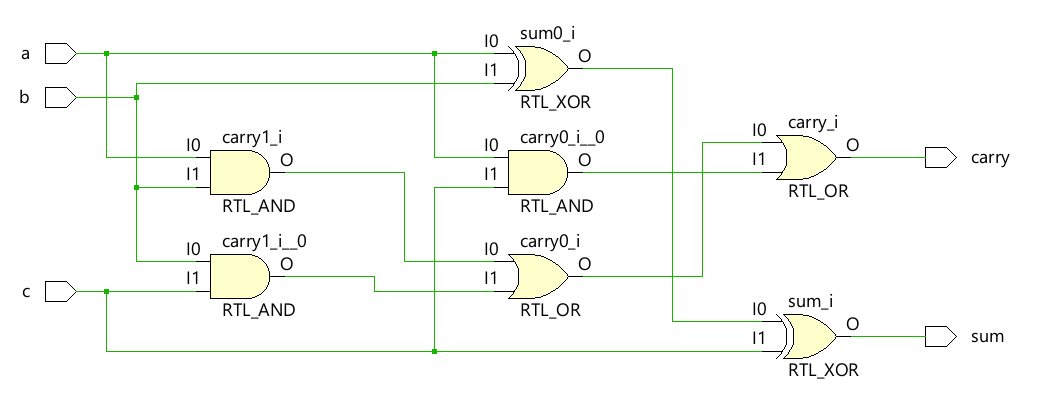 sum0_i
a
I0
O
I1
b
RTL_XOR
carry1_i
carry0_i__0
carry_i
I0
O
I0
O
I0
O
I1
I1
I1
carry
RTL_AND
RTL_AND
RTL_OR
carry1_i__0
carry0_i
I0
O
I0
O
I1
I1
c
RTL_AND
RTL_OR
sum_i
I0
O
I1
sum
RTL_XOR